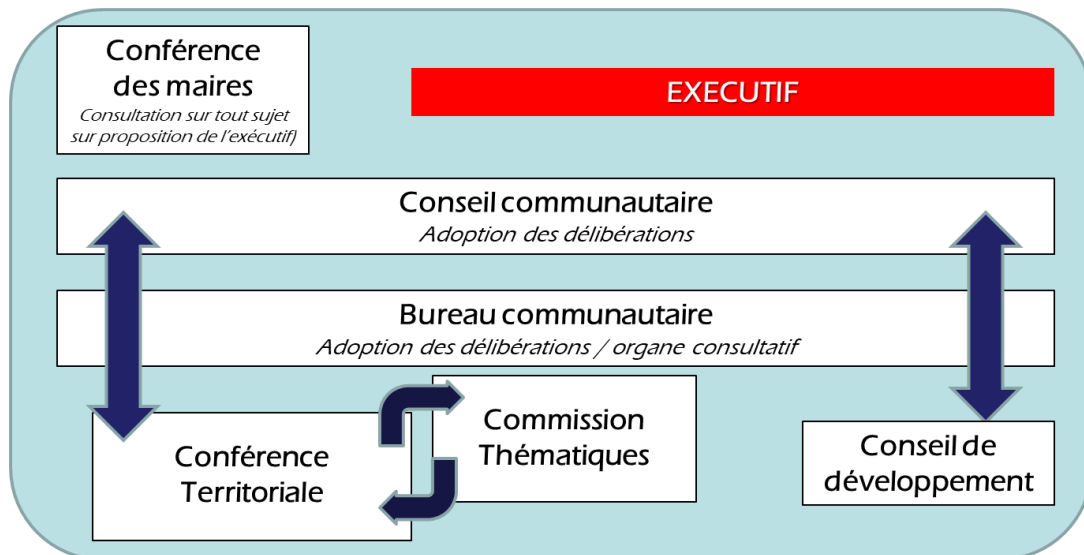 Conférence
des maires
Consultation sur tout sujet
sur proposition de l'exécutif)
EXECUTIF
Conseil communautaire
Adoption des délibérations
Bureau communautaire
Adoption des délibérations / organe consultatif
Commission
Thématiques
Conférence
Territoriale
Conseil de
développement